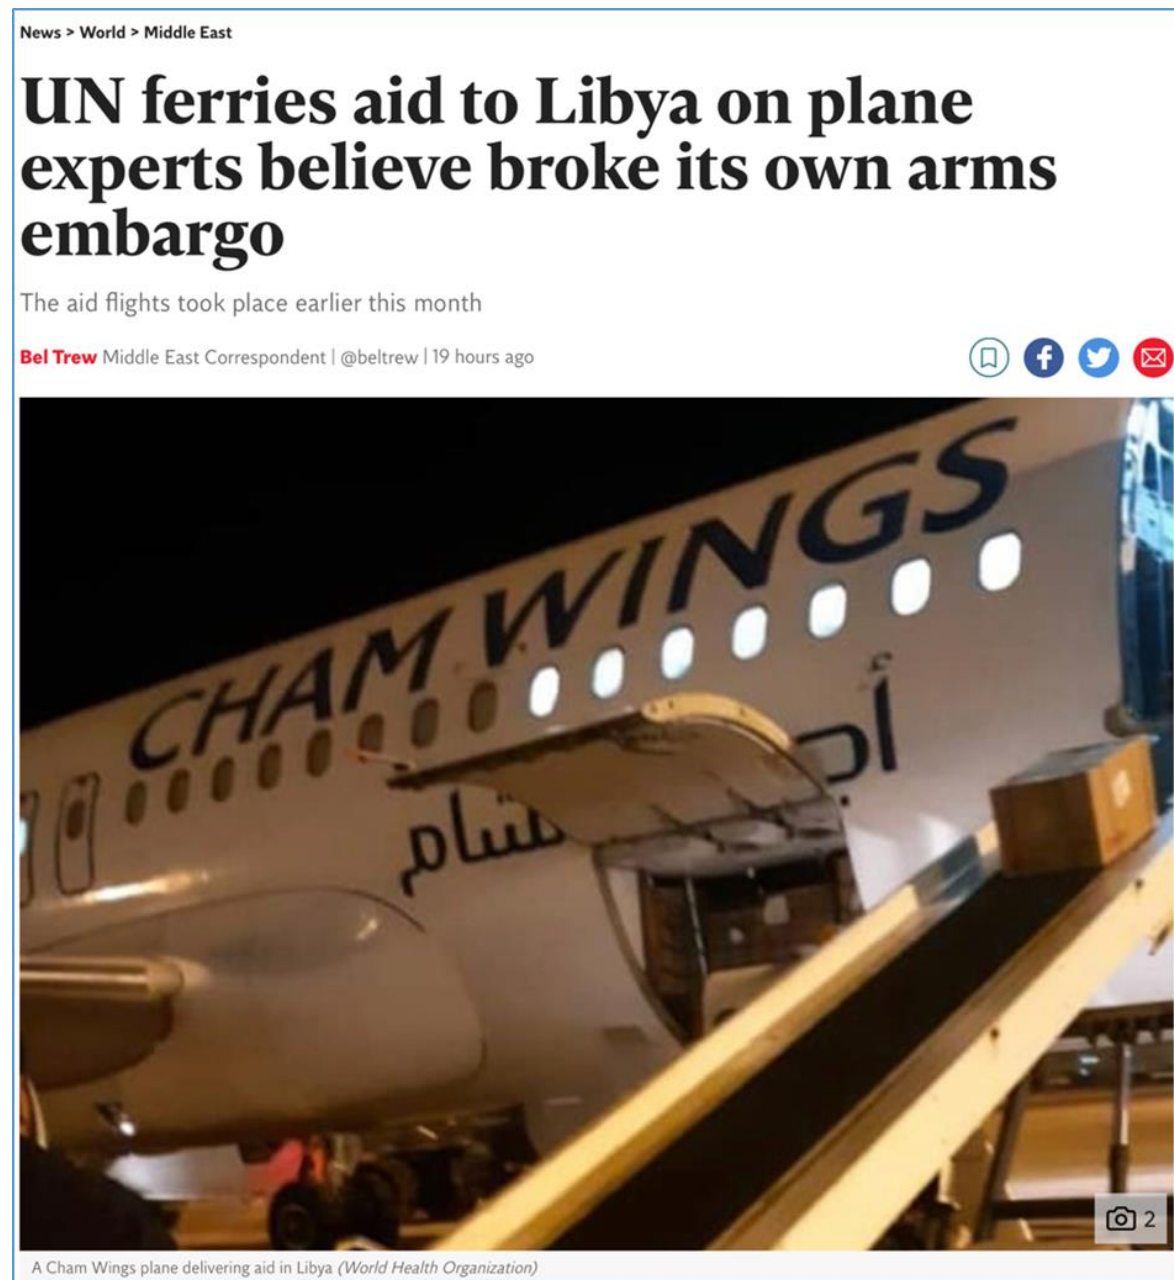 News > World > Middle East
UN ferries aid to Libya on plane
experts believe broke its own arms
embargo
The aid flights took place earlier this month
Bel Trew Middle East Correspondent | @beltrew | 19 hours ago
CHAM WINGS
2
A Cham Wings plane delivering aid in Libya (World Health Organization)